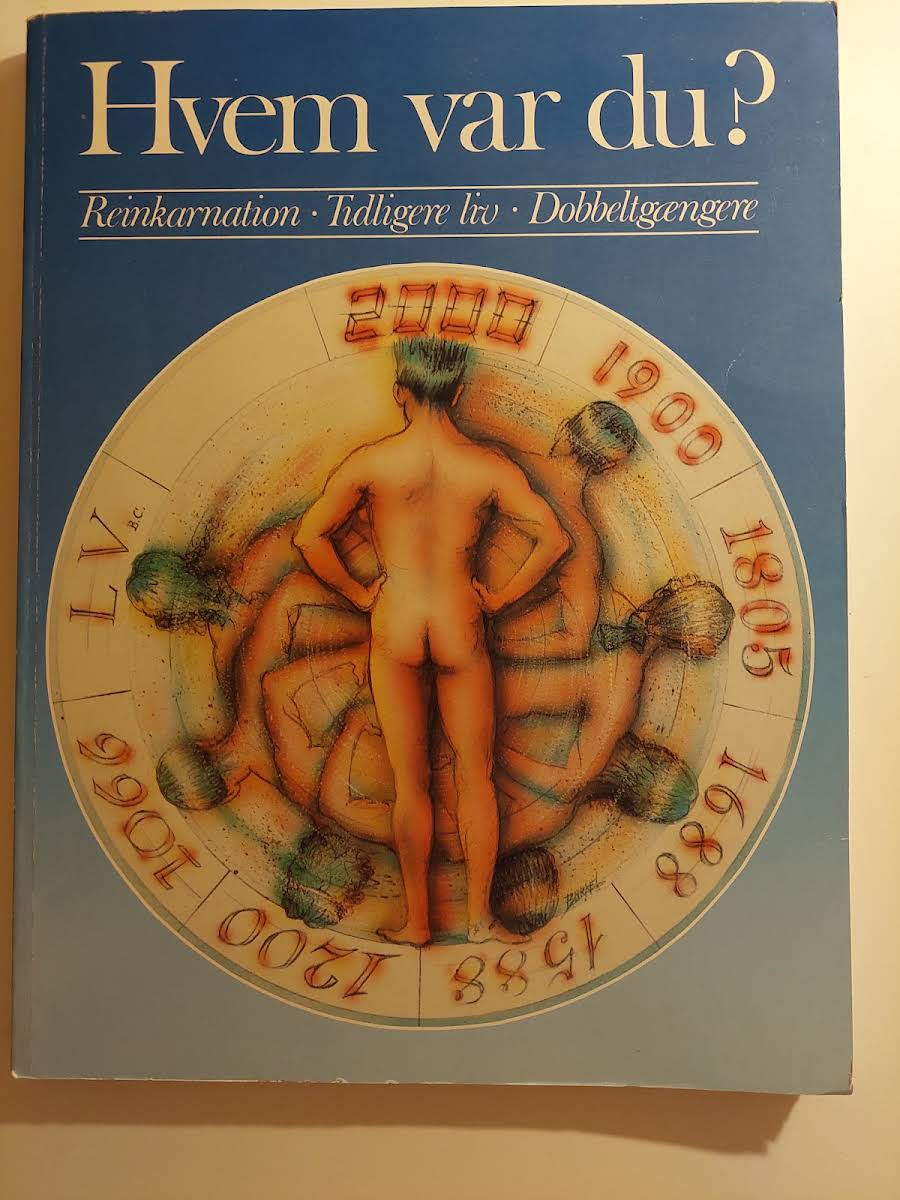 Hvem var du?
Reinkarnation · Tidligere liv · Dobbeltgængere
2000
1900
1805
1688
1588
1200
1066
LV B.C.